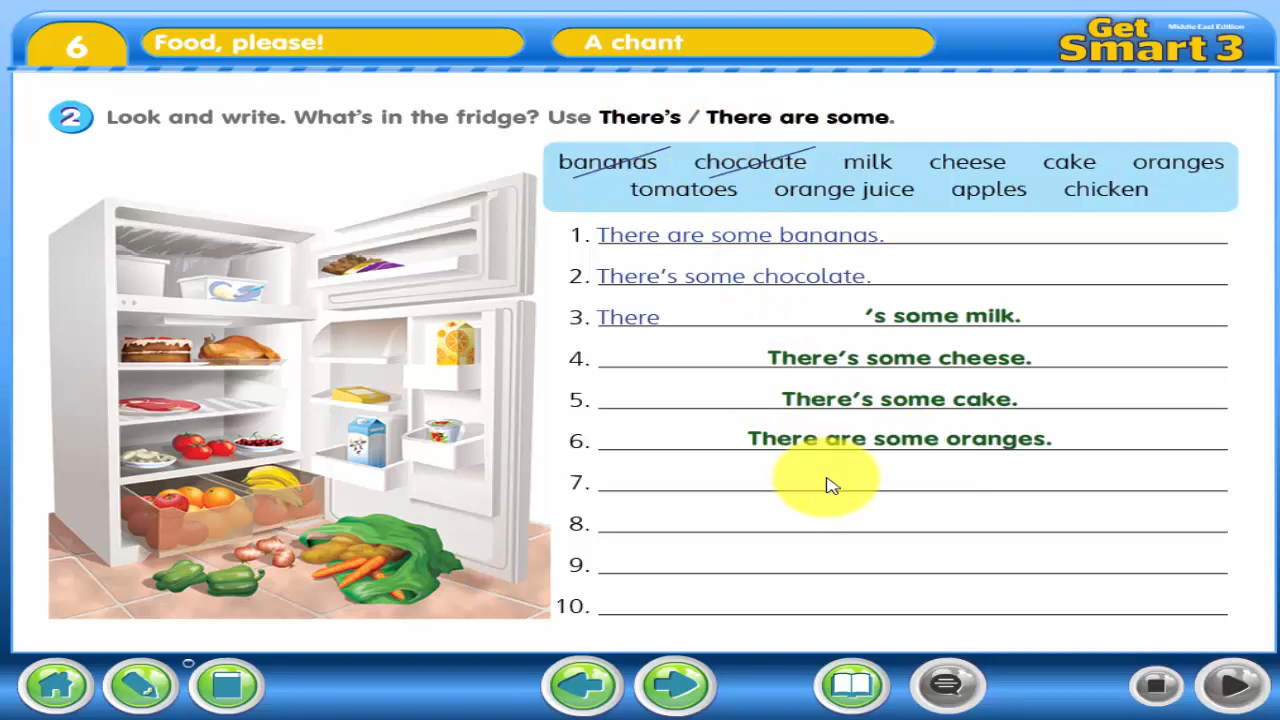 6 Food, please! A chant Get Smart 3 Middle East Edition
2 Look and write. What's in the fridge? Use There's / There are some.
bananas chocolate milk cheese cake oranges
tomatoes orange juice apples chicken
1. There are some bananas.
2. There's some chocolate.
3. There 's some milk.
4. There's some cheese.
5. There's some cake.
6. There are some oranges.
7.
8.
9.
10.